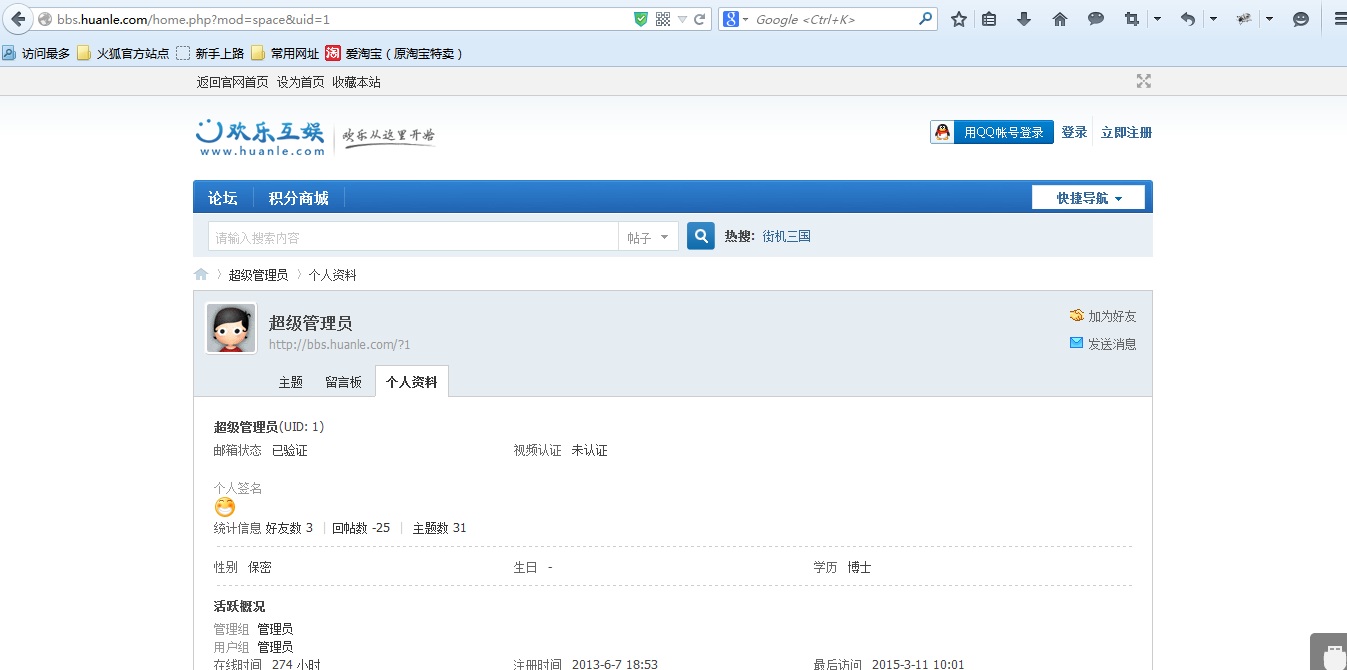 bbs.huanle.com/home.php?mod=space&uid=1
Google <Ctrl+K>
访问最多 火狐官方站点 新手上路 常用网址 淘 爱淘宝（原淘宝特卖）
返回官网首页 设为首页 收藏本站
欢乐互娱 欢乐从这里开始
www.huanle.com
用QQ帐号登录 登录 立即注册
论坛 积分商城 快捷导航
请输入搜索内容 帖子 热搜: 街机三国
超级管理员 〉 个人资料
超级管理员
http://bbs.huanle.com/?1
加为好友
发送消息
主题 留言板 个人资料
超级管理员(UID: 1)
邮箱状态 已验证 视频认证 未认证
个人签名
统计信息 好友数 3 | 回帖数 -25 | 主题数 31
性别 保密 生日 - 学历 博士
活跃概况
管理组 管理员
用户组 管理员
在线时间 274 小时 注册时间 2013-6-7 18:53 最后访问 2015-3-11 10:01